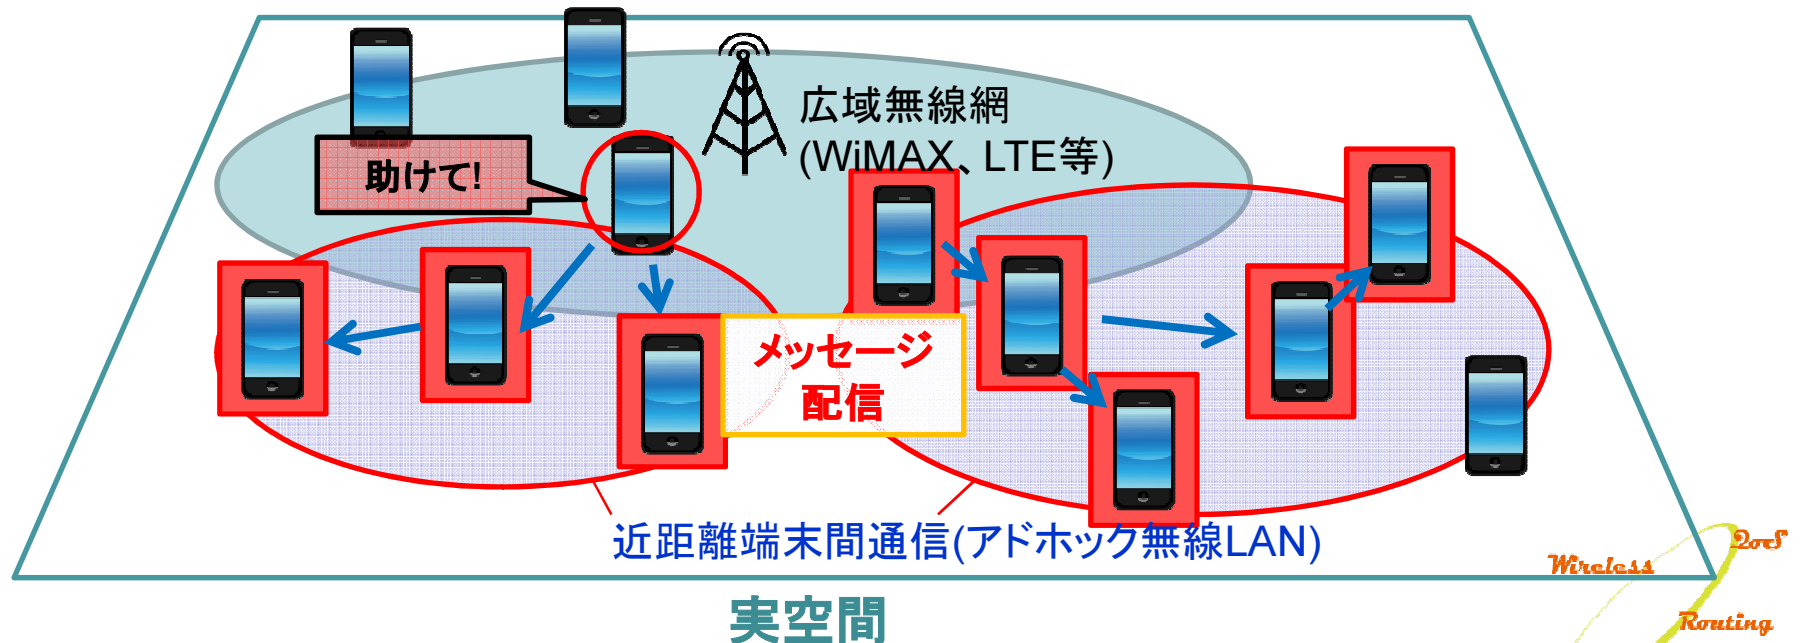 広域無線網
(WiMAX、LTE等)
助けて!
メッセージ
配信
近距離端末間通信(アドホック無線LAN)
Wireless
QoS
Routing
実空間